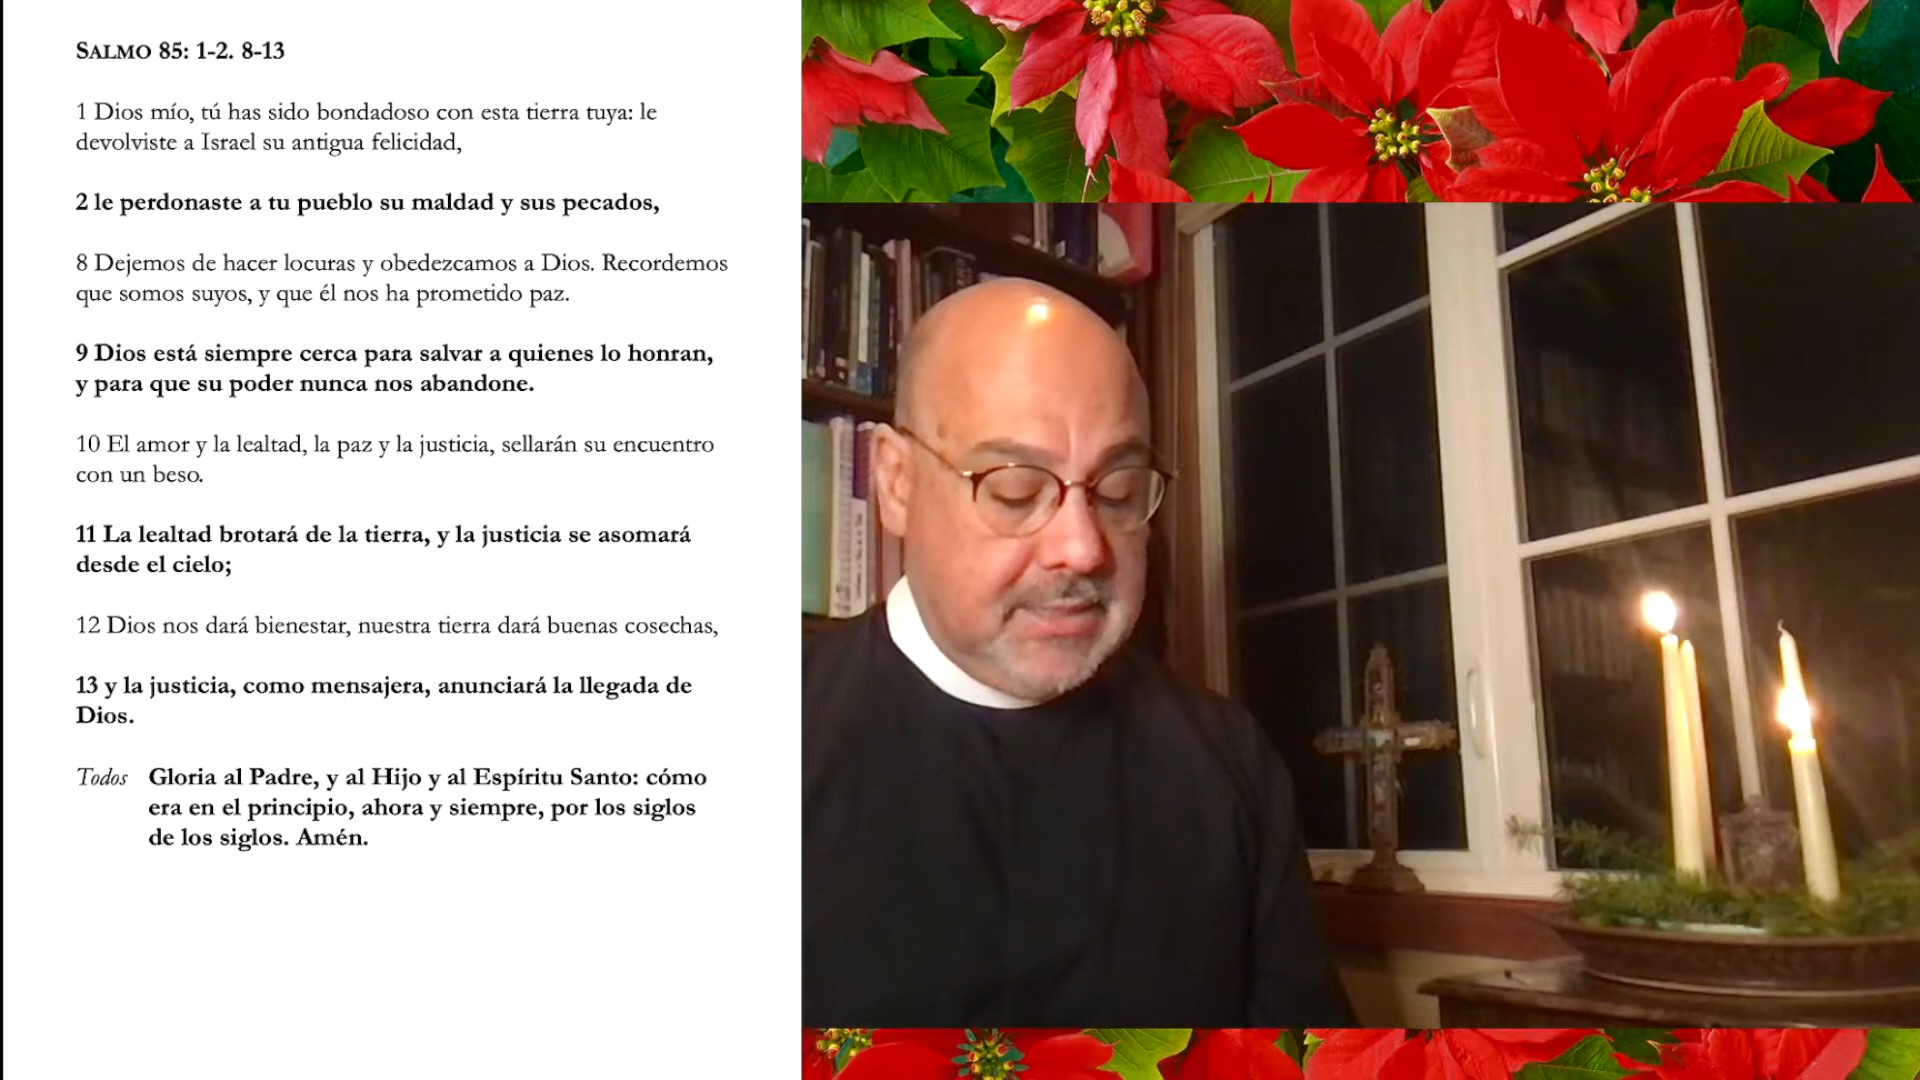 SALMO 85: 1-2. 8-13
1 Dios mío, tú has sido bondadoso con esta tierra tuya: le
devolviste a Israel su antigua felicidad,
2 le perdonaste a tu pueblo su maldad y sus pecados,
8 Dejemos de hacer locuras y obedezcamos a Dios. Recordemos
que somos suyos, y que él nos ha prometido paz.
9 Dios está siempre cerca para salvar a quienes lo honran,
y para que su poder nunca nos abandone.
10 El amor y la lealtad, la paz y la justicia, sellarán su encuentro
con un beso.
11 La lealtad brotará de la tierra, y la justicia se asomará
desde el cielo;
12 Dios nos dará bienestar, nuestra tierra dará buenas cosechas,
13 y la justicia, como mensajera, anunciará la llegada de
Dios.
Todos Gloria al Padre, y al Hijo y al Espíritu Santo: cómo
era en el principio, ahora y siempre, por los siglos
de los siglos. Amén.